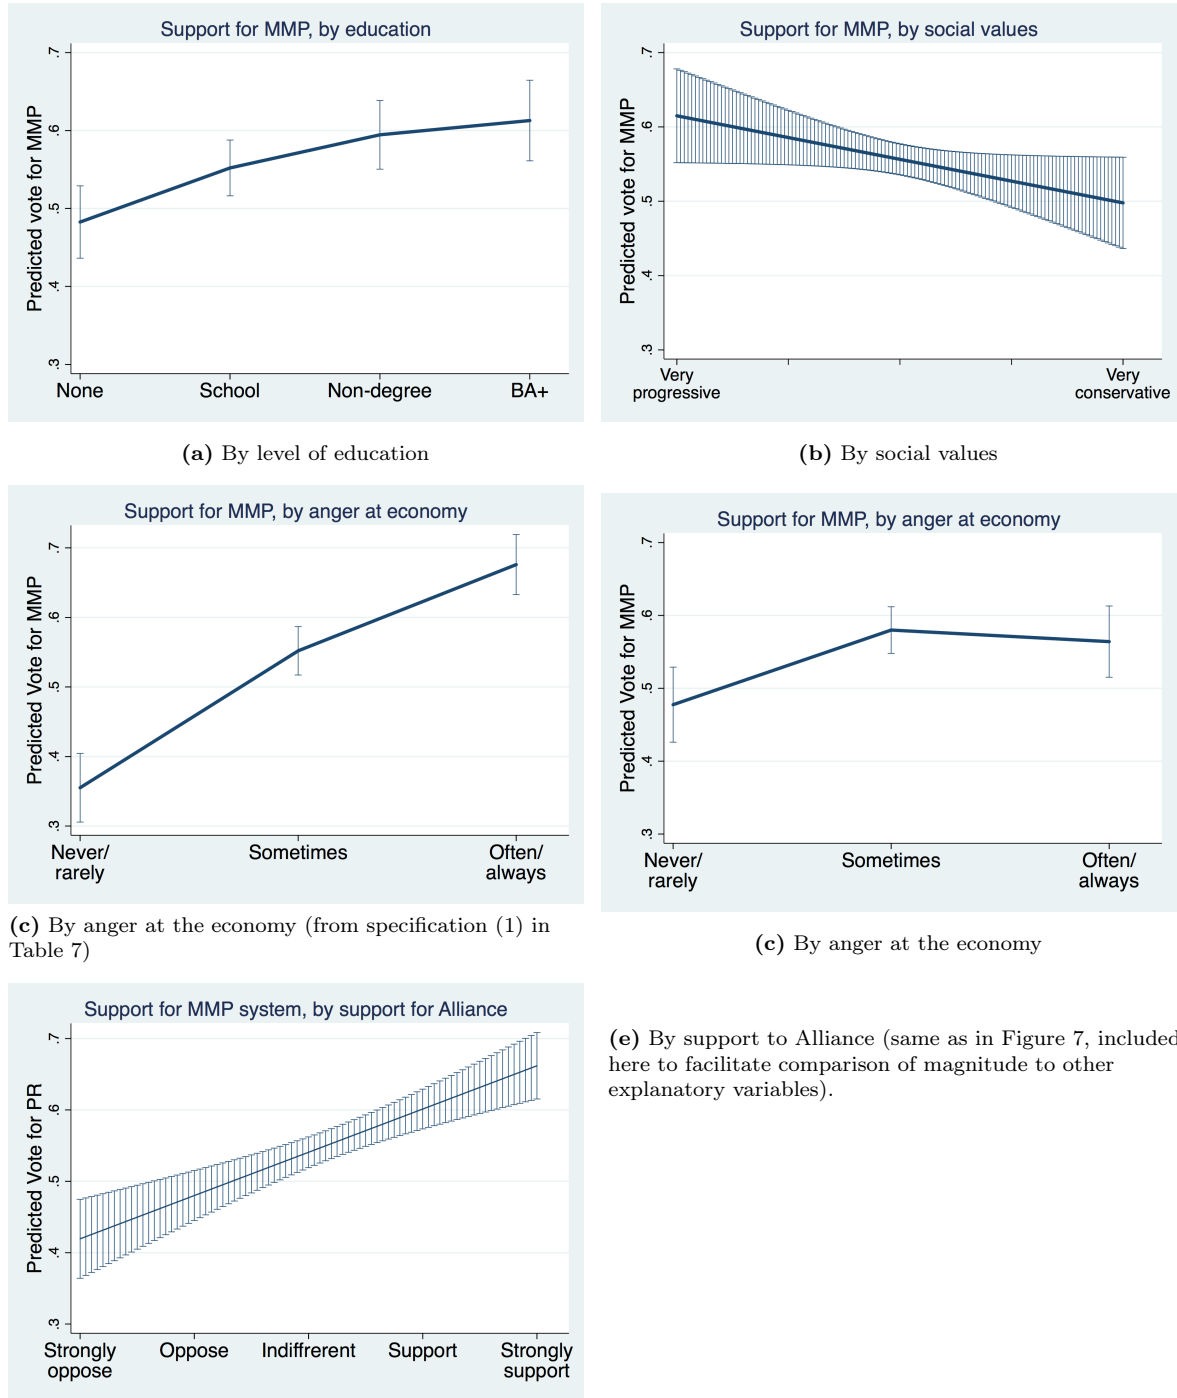 Support for MMP, by education
Predicted vote for MMP
.7
.6
.5
.4
.3
None School Non-degree BA+
(a) By level of education
Support for MMP, by social values
Predicted vote for MMP
.7
.6
.5
.4
.3
Very
progressive
Very
conservative
(b) By social values
Support for MMP, by anger at economy
Predicted Vote for MMP
.7
.6
.5
.4
.3
Never/
rarely
Sometimes
Often/
always
(c) By anger at the economy (from specification (1) in
Table 7)
Support for MMP, by anger at economy
Predicted Vote for MMP
.7
.6
.5
.4
.3
Never/
rarely
Sometimes
Often/
always
(c) By anger at the economy
Support for MMP system, by support for Alliance
Predicted Vote for PR
.7
.6
.5
.4
.3
Strongly
oppose
Oppose
Indiffrerent
Support
Strongly
support
(e) By support to Alliance (same as in Figure 7, included
here to facilitate comparison of magnitude to other
explanatory variables).